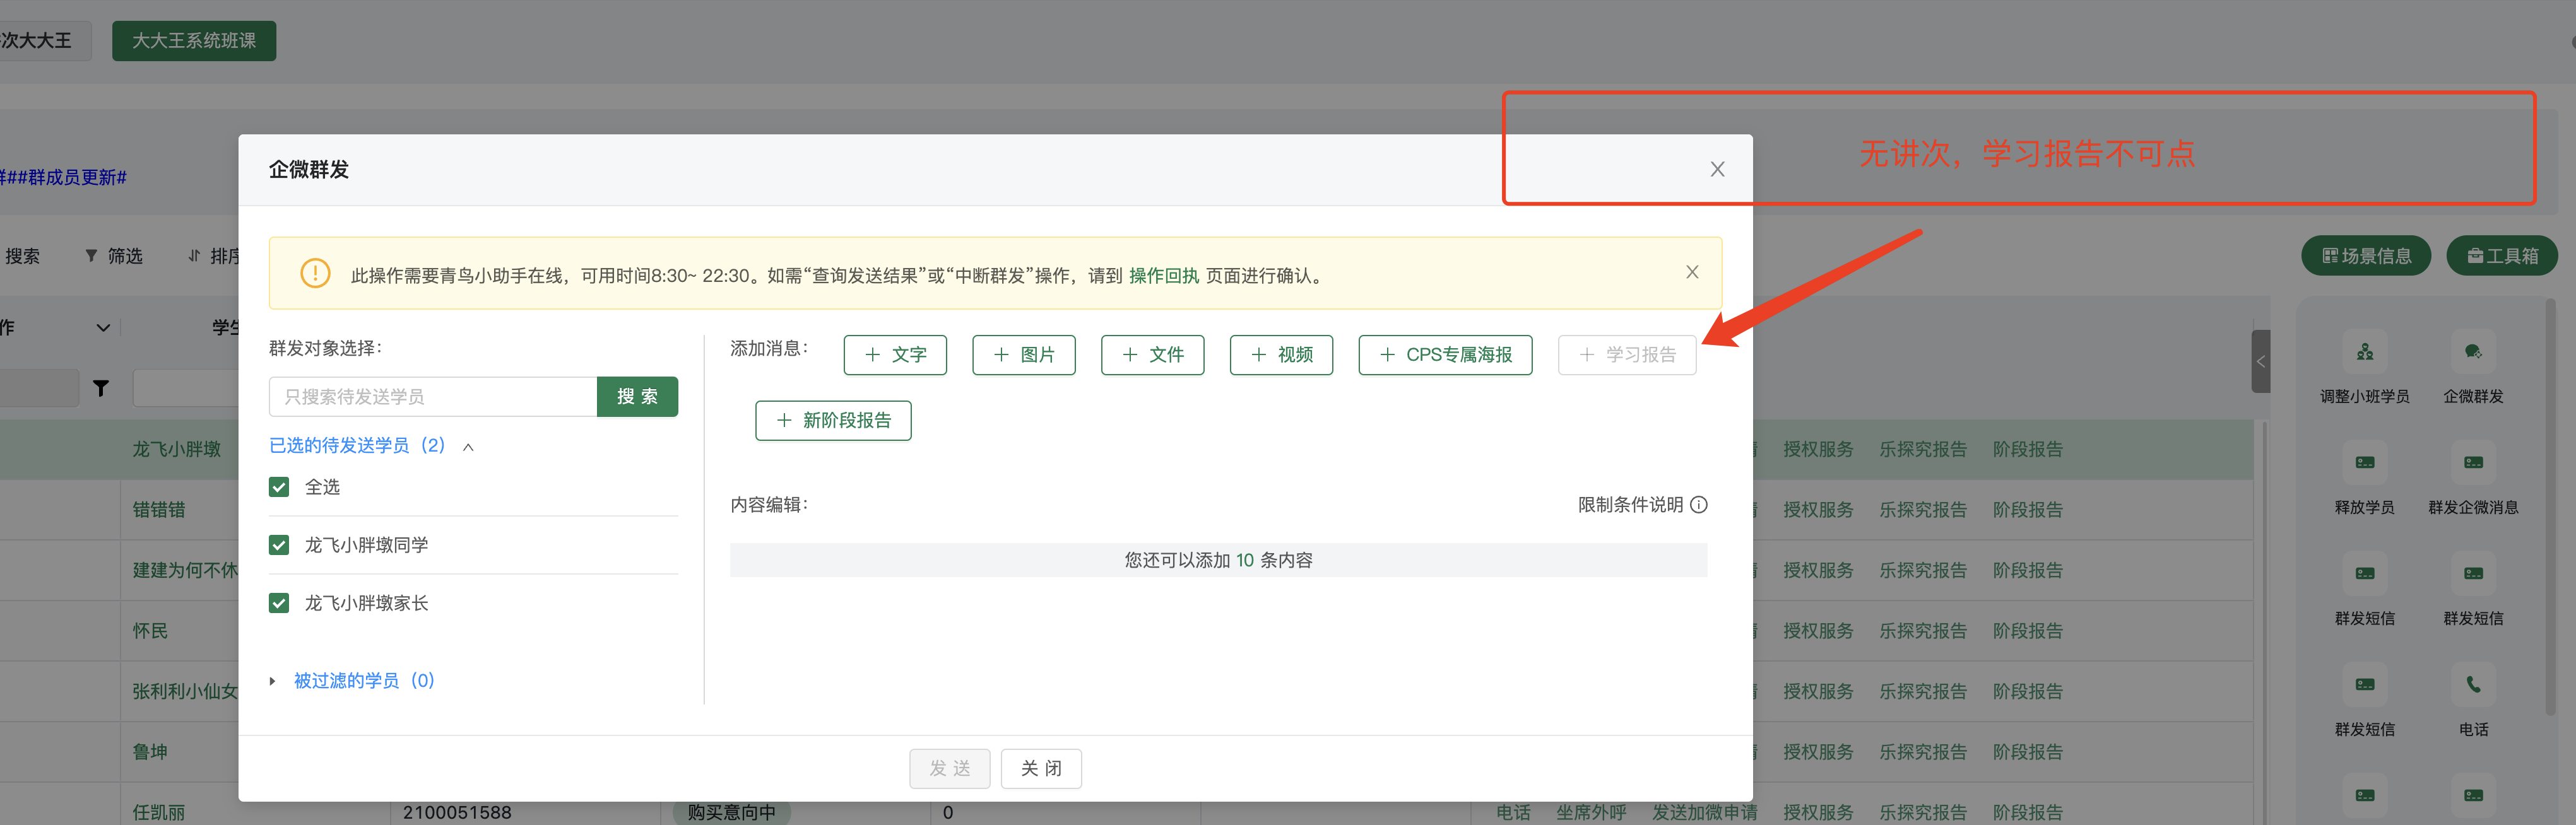 次大大王
大大王系统班课
无讲次，学习报告不可点
企微群发
##群成员更新#
搜索
筛选
排序
场景信息
工具箱
此操作需要青鸟小助手在线，可用时间8:30~ 22:30。如需“查询发送结果”或“中断群发”操作，请到 操作回执 页面进行确认。
作
学生
群发对象选择：
只搜索待发送学员
搜 索
已选的待发送学员（2）
全选
龙飞小胖墩同学
龙飞小胖墩家长
被过滤的学员（0）
添加消息：
文字
图片
文件
视频
CPS专属海报
学习报告
新阶段报告
内容编辑：
限制条件说明
您还可以添加 10 条内容
发 送
关 闭
龙飞小胖墩
授权服务 乐探究报告 阶段报告
错错错
授权服务 乐探究报告 阶段报告
建建为何不休
授权服务 乐探究报告 阶段报告
怀民
授权服务 乐探究报告 阶段报告
张利利小仙女
授权服务 乐探究报告 阶段报告
鲁坤
授权服务 乐探究报告 阶段报告
任凯丽 2100051588 购买意向中 0 电话 坐席外呼 发送加微申请 授权服务 乐探究报告 阶段报告
调整小班学员
企微群发
释放学员
群发企微消息
群发短信
群发短信
群发短信
电话